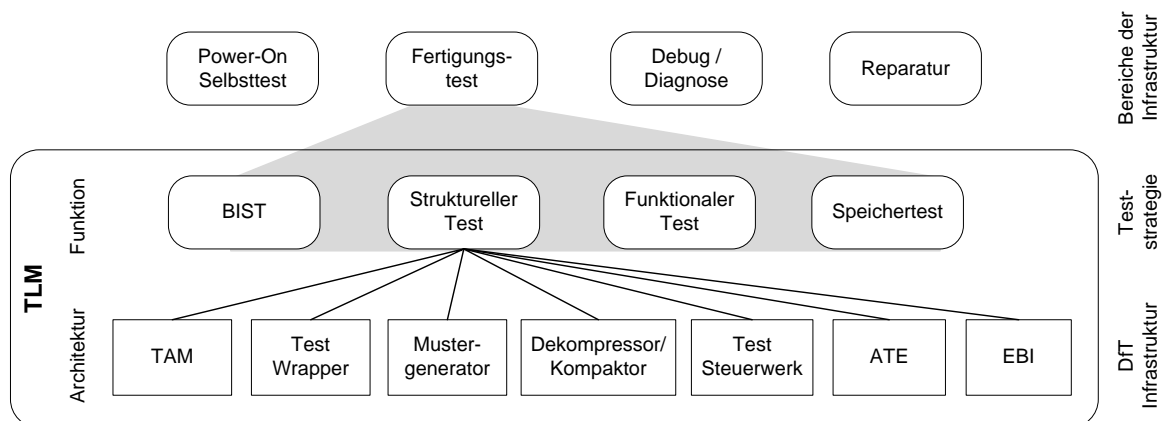 Power-On
Selbsttest
Fertigungs-
test
Debug /
Diagnose
Reparatur
Bereiche der
Infrastruktur
TLM
Funktion
BIST
Struktureller
Test
Funktionaler
Test
Speichertest
Test-
strategie
Architektur
TAM
Test
Wrapper
Muster-
generator
Dekompressor/
Kompaktor
Test
Steuerwerk
ATE
EBI
DfT
Infrastruktur